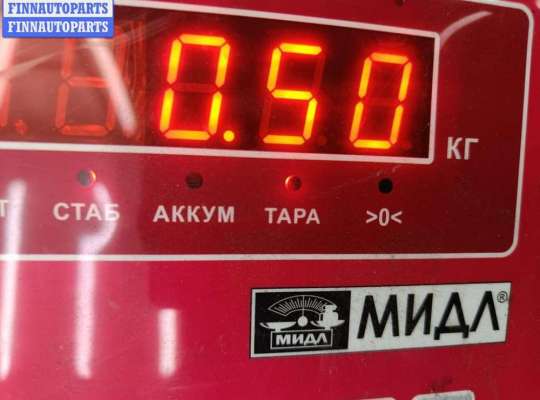 FINNAUTOPARTS
FINNAUTOPARTS
0.50
КГ
СТАБ АККУМ ТАРА >0<
МИДЛ МИДЛ®